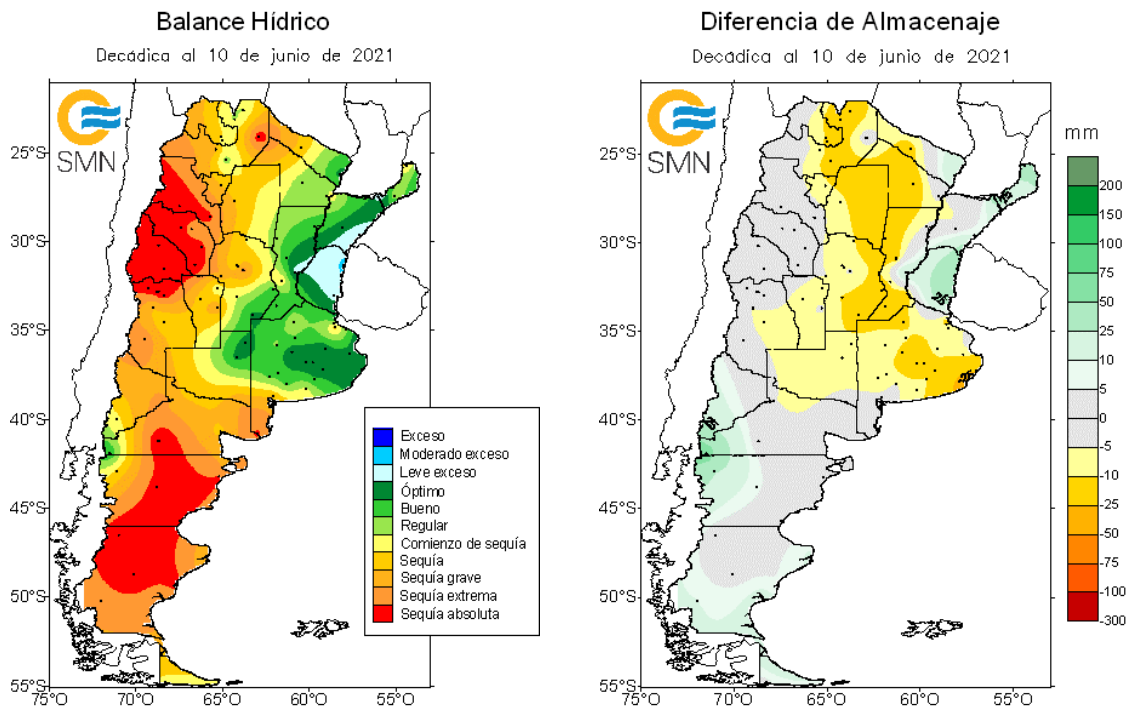 Balance Hídrico
Decádica al 10 de junio de 2021
SMN
25°S
30°S
35°S
40°S
45°S
50°S
55°S
75°O
70°O
65°O
60°O
55°O
Exceso
Moderado exceso
Leve exceso
Óptimo
Bueno
Regular
Comienzo de sequía
Sequía
Sequía grave
Sequía extrema
Sequía absoluta
Diferencia de Almacenaje
Decádica al 10 de junio de 2021
SMN
25°S
30°S
35°S
40°S
45°S
50°S
55°S
75°O
70°O
65°O
60°O
55°O
mm
200
150
100
75
50
25
10
5
0
-5
-10
-25
-50
-75
-100
-300